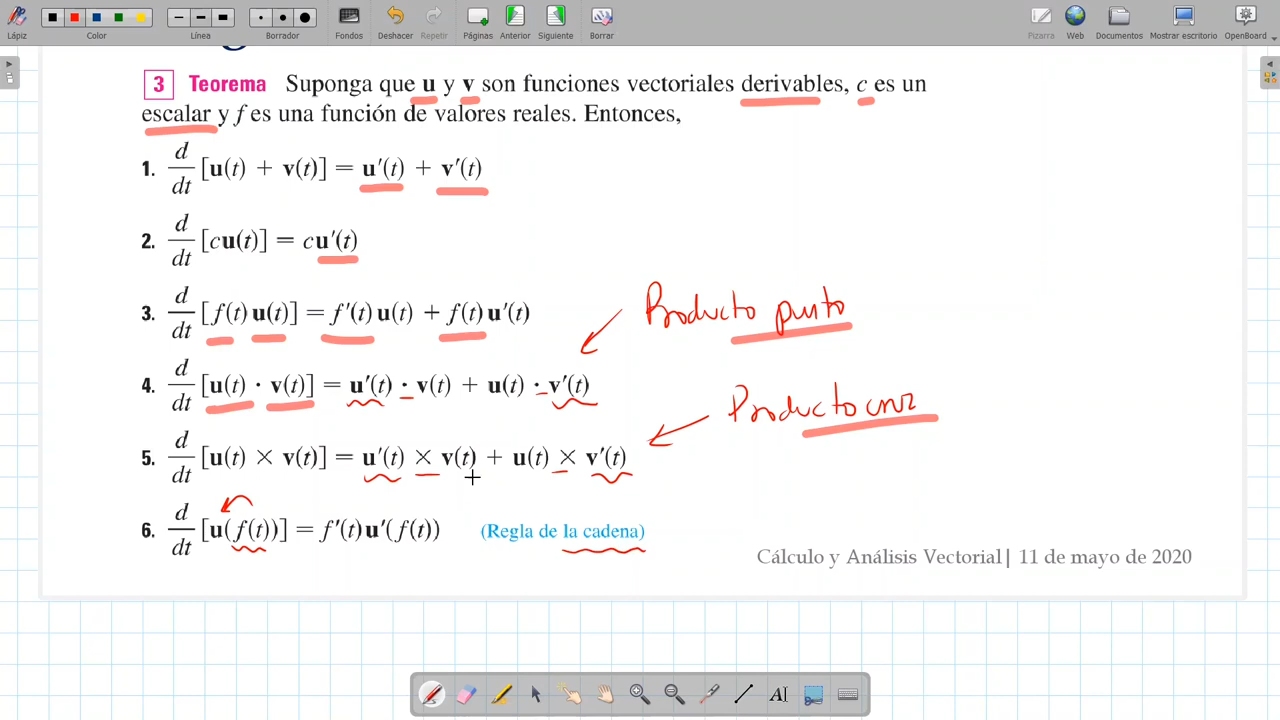 Lápiz Color Línea Borrador Fondos Deshacer Repetir Páginas Anterior Siguiente Borrar Pizarra Web Documentos Mostrar escritorio OpenBoard
3 Teorema Suponga que u y v son funciones vectoriales derivables, c es un
escalar y f es una función de valores reales. Entonces,
1. d/dt [u(t) + v(t)] = u′(t) + v′(t)
2. d/dt [cu(t)] = cu′(t)
3. d/dt [f(t) u(t)] = f′(t) u(t) + f(t) u′(t)
Producto punto
4. d/dt [u(t) · v(t)] = u′(t) · v(t) + u(t) · v′(t)
Producto cruz
5. d/dt [u(t) × v(t)] = u′(t) × v(t) + u(t) × v′(t)
6. d/dt [u(f(t))] = f′(t)u′(f(t)) (Regla de la cadena)
Cálculo y Análisis Vectorial| 11 de mayo de 2020
AI